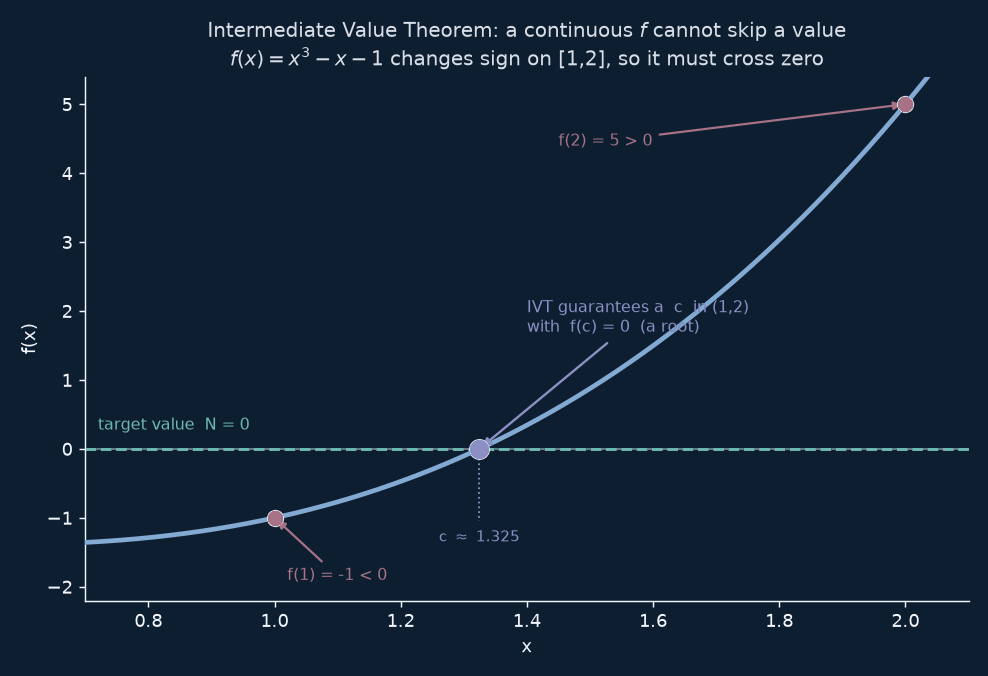 Intermediate Value Theorem: a continuous f cannot skip a value
f(x) = x³ − x − 1 changes sign on [1,2], so it must cross zero
f(x)
5
4
3
2
1
0
−1
−2
f(2) = 5 > 0
IVT guarantees a c in (1,2)
with f(c) = 0 (a root)
target value N = 0
c ≈ 1.325
f(1) = -1 < 0
0.8 1.0 1.2 1.4 1.6 1.8 2.0
x